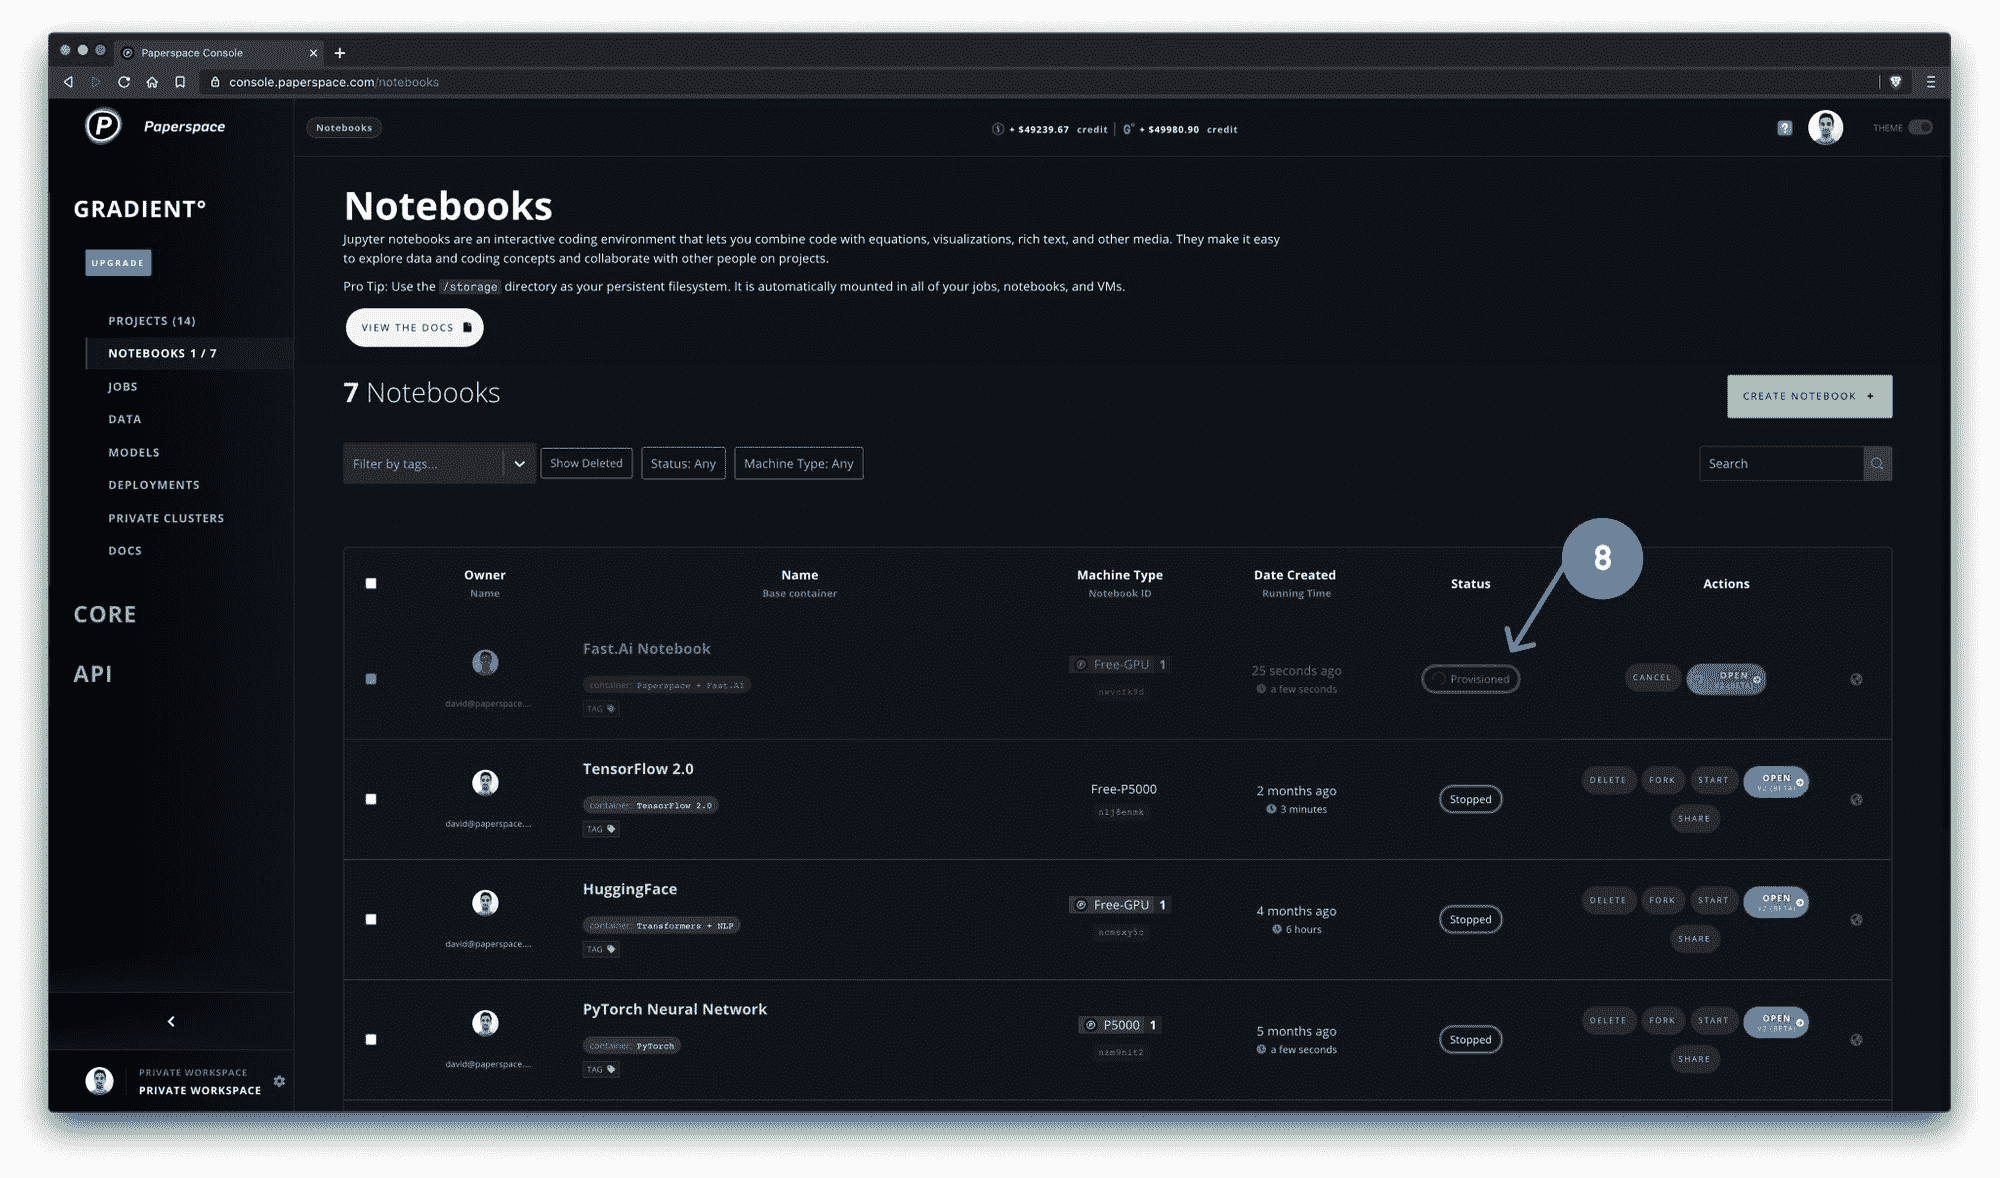 Paperspace Console
console.paperspace.com/notebooks
Paperspace
Notebooks
+ $49239.67 credit
+ $49980.90 credit
THEME
GRADIENT°
UPGRADE
PROJECTS (14)
NOTEBOOKS 1 / 7
JOBS
DATA
MODELS
DEPLOYMENTS
PRIVATE CLUSTERS
DOCS
CORE
API
PRIVATE WORKSPACE
PRIVATE WORKSPACE
Notebooks
Jupyter notebooks are an interactive coding environment that lets you combine code with equations, visualizations, rich text, and other media. They make it easy
to explore data and coding concepts and collaborate with other people on projects.
Pro Tip: Use the /storage directory as your persistent filesystem. It is automatically mounted in all of your jobs, notebooks, and VMs.
VIEW THE DOCS
7 Notebooks
CREATE NOTEBOOK +
Filter by tags...
Show Deleted
Status: Any
Machine Type: Any
Search
8
Owner
Name
Name
Base container
Machine Type
Notebook ID
Date Created
Running Time
Status
Actions
david@paperspace....
Fast.Ai Notebook
container: Paperspace + Fast.AI
TAG
Free-GPU 1
25 seconds ago
a few seconds
Provisioned
CANCEL
OPEN
V2 (BETA)
david@paperspace....
TensorFlow 2.0
container: TensorFlow 2.0
TAG
Free-P5000
2 months ago
3 minutes
Stopped
DELETE
FORK
START
OPEN
V2 (BETA)
SHARE
david@paperspace....
HuggingFace
container: Transformers + NLP
TAG
Free-GPU 1
4 months ago
6 hours
Stopped
DELETE
FORK
START
OPEN
V2 (BETA)
SHARE
david@paperspace....
PyTorch Neural Network
container: PyTorch
TAG
P5000 1
5 months ago
a few seconds
Stopped
DELETE
FORK
START
OPEN
V2 (BETA)
SHARE